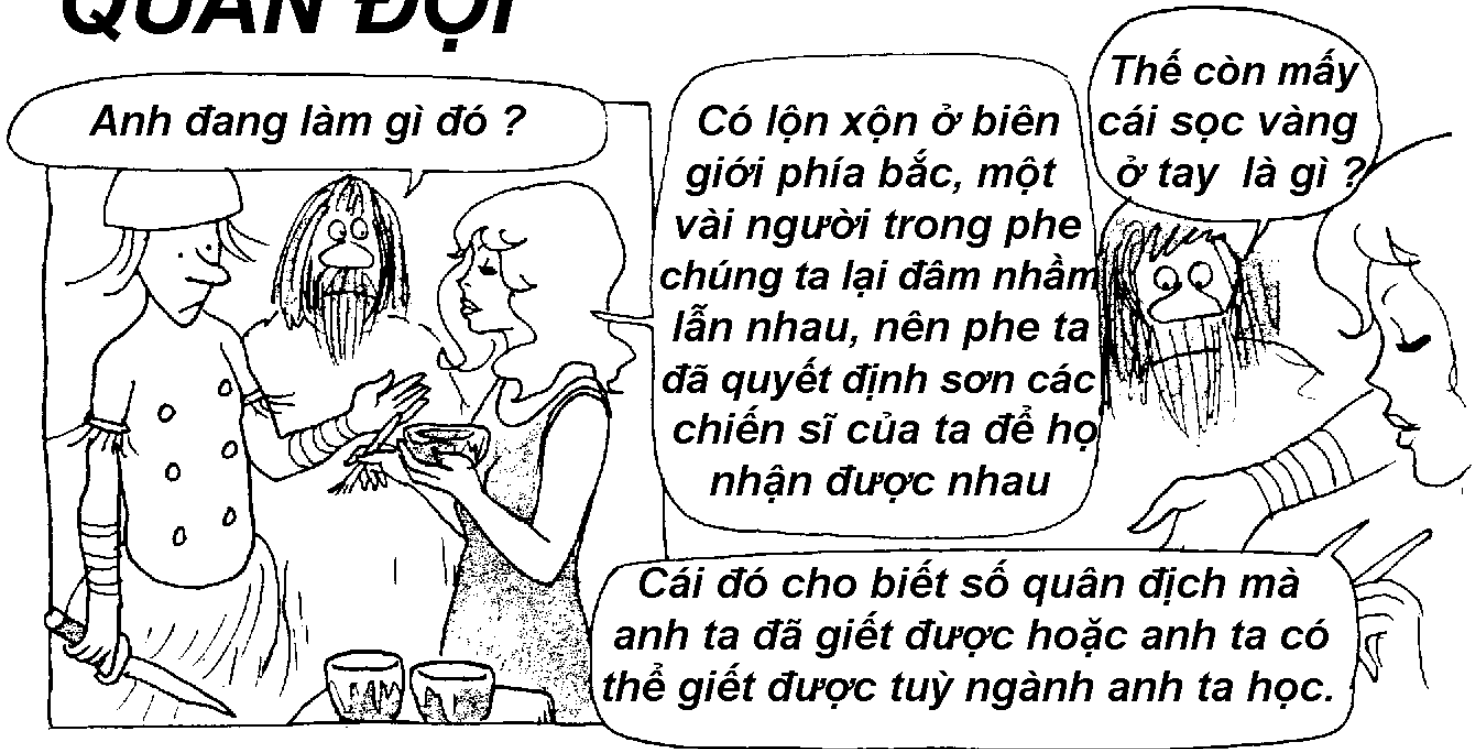 QUÂN ĐỘI
Anh đang làm gì đó ?
Có lộn xộn ở biên
giới phía bắc, một
vài người trong phe
chúng ta lại đâm nhầm
lẫn nhau, nên phe ta
đã quyết định sơn các
chiến sĩ của ta để họ
nhận được nhau
Thế còn mấy
cái sọc vàng
ở tay là gì ?
Cái đó cho biết số quân địch mà
anh ta đã giết được hoặc anh ta có
thể giết được tuỳ ngành anh ta học.